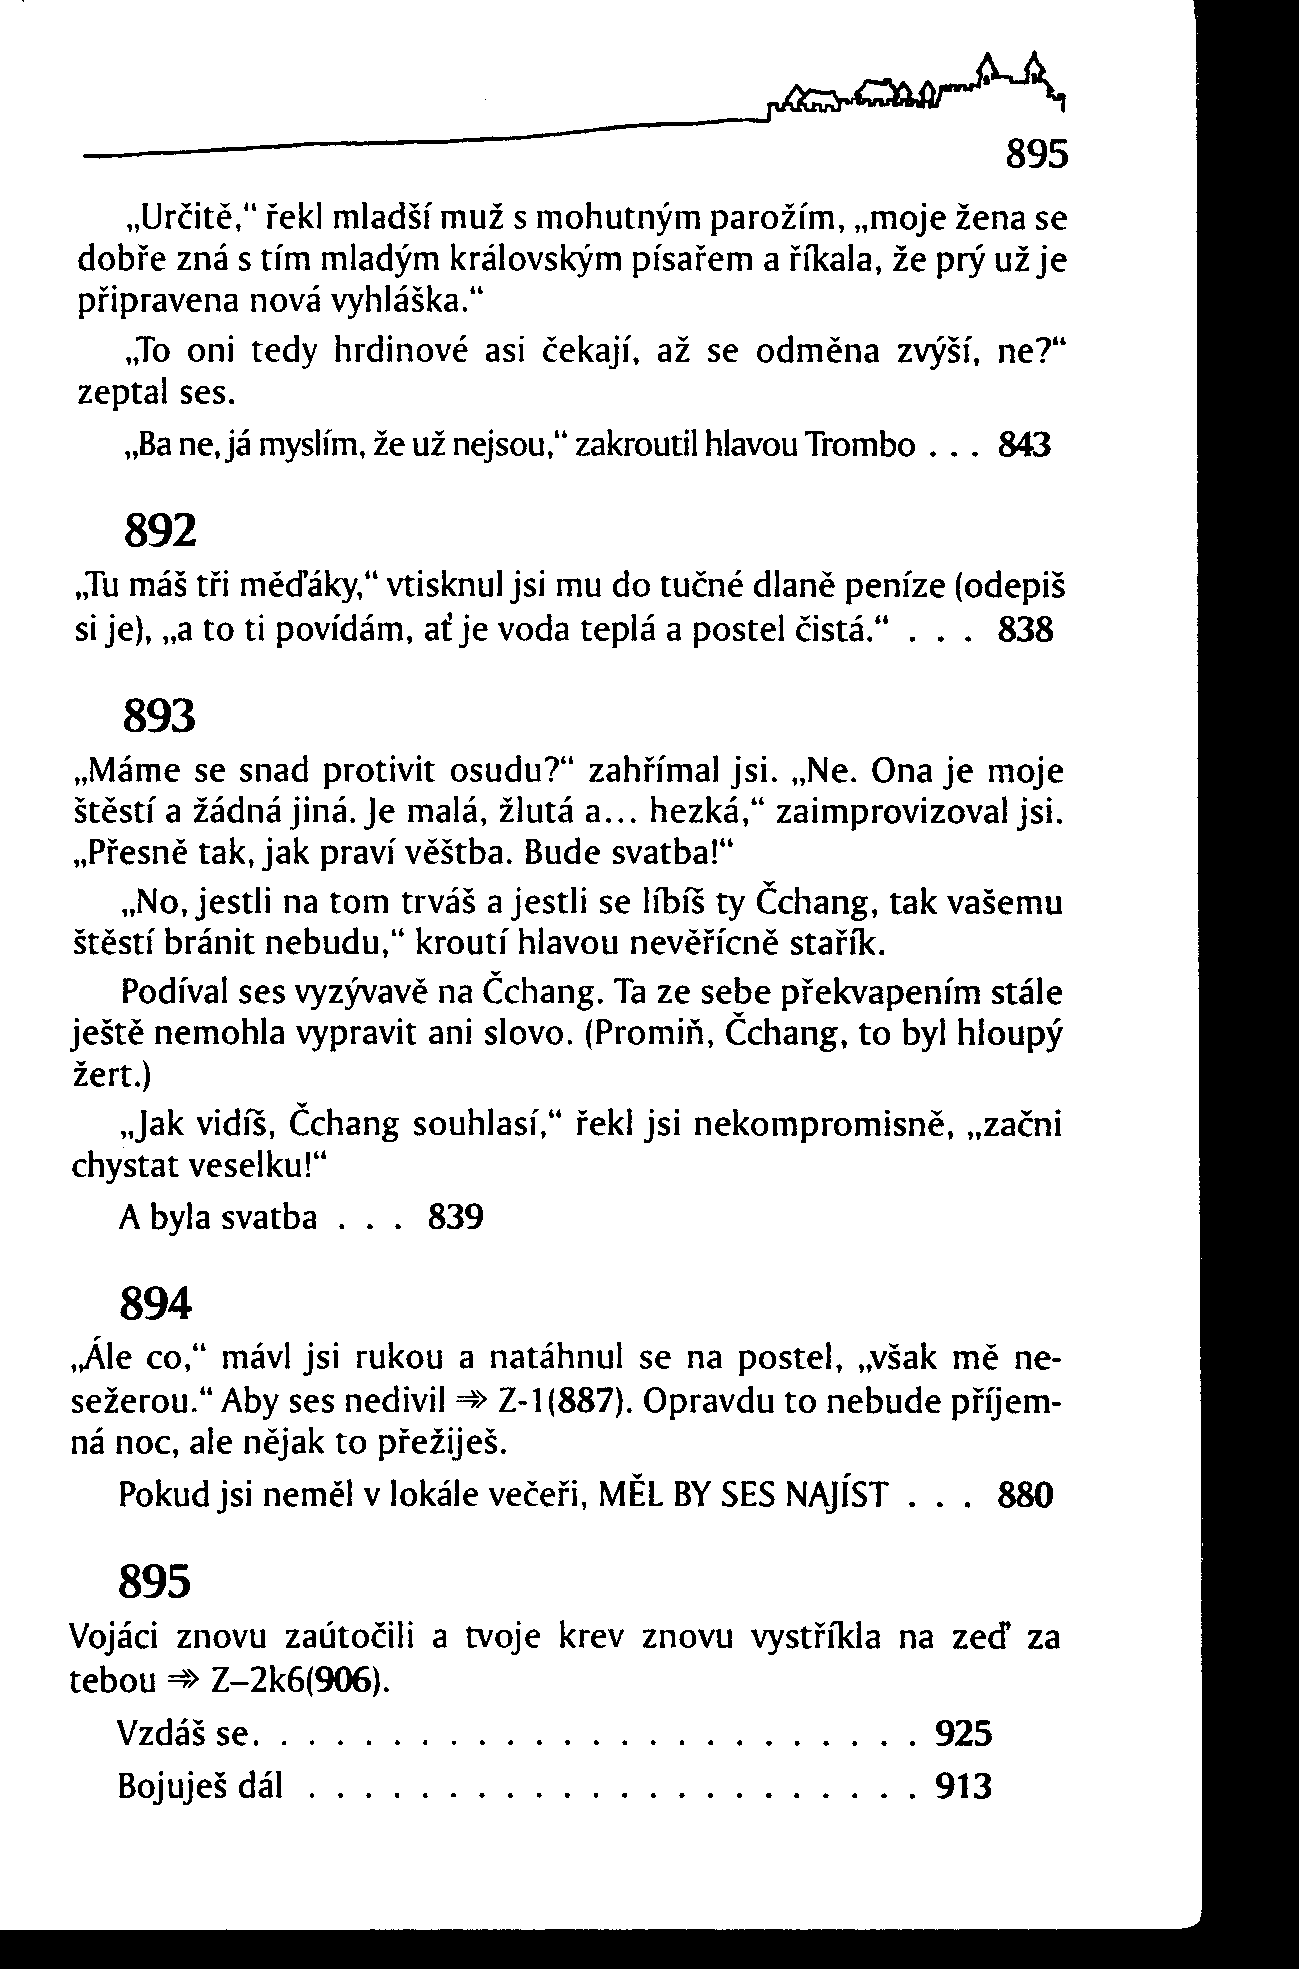 895
„Určitě,“ řekl mladší muž s mohutným parožím, „moje žena se
dobře zná s tím mladým královským písařem a říkala, že prý už je
připravena nová vyhláška.“
„To oni tedy hrdinové asi čekají, až se odměna zvýší, ne?“
zeptal ses.
„Ba ne, já myslím, že už nejsou,“ zakroutil hlavou Trombo . . . 843
892
„Tu máš tři měďáky,“ vtisknul jsi mu do tučné dlaně peníze (odepiš
si je), „a to ti povídám, ať je voda teplá a postel čistá.“ . . . 838
893
„Máme se snad protivit osudu?“ zahřímal jsi. „Ne. Ona je moje
štěstí a žádná jiná. Je malá, žlutá a... hezká,“ zaimprovizoval jsi.
„Přesně tak, jak praví věštba. Bude svatba!“
„No, jestli na tom trváš a jestli se líbíš ty Čchang, tak vašemu
štěstí bránit nebudu,“ kroutí hlavou nevěřícně stařík.
Podíval ses vyzývavě na Čchang. Ta ze sebe překvapením stále
ještě nemohla vypravit ani slovo. (Promiň, Čchang, to byl hloupý
žert.)
„Jak vidíš, Čchang souhlasí,“ řekl jsi nekompromisně, „začni
chystat veselku!“
A byla svatba . . . 839
894
„Ále co,“ mávl jsi rukou a natáhnul se na postel, „však mě ne-
sežerou.“ Aby ses nedivil ⇒ Z-1(887). Opravdu to nebude příjem-
ná noc, ale nějak to přežiješ.
Pokud jsi neměl v lokále večeři, MĚL BY SES NAJÍST . . . 880
895
Vojáci znovu zaútočili a tvoje krev znovu vystříkla na zeď za
tebou ⇒ Z–2k6(906).
Vzdáš se. . . . . . . . . . . . . . . . . . . . . . . . 925
Bojuješ dál . . . . . . . . . . . . . . . . . . . . . . 913